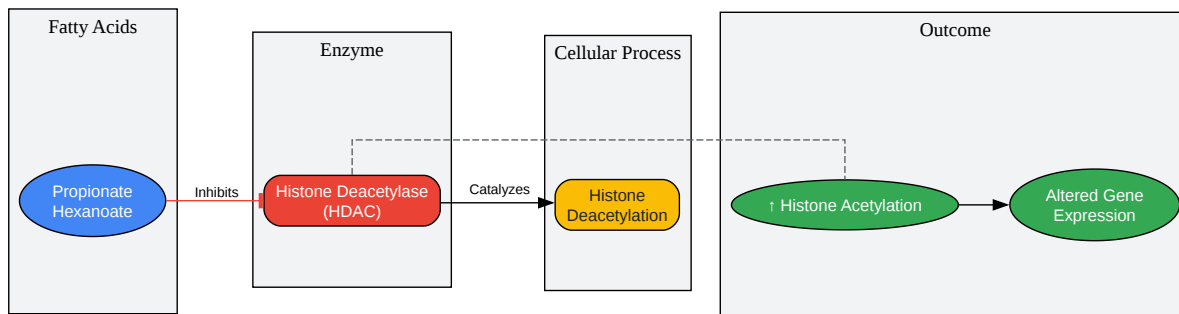 Fatty Acids
Enzyme
Cellular Process
Outcome
Propionate
Hexanoate
Inhibits
Histone Deacetylase
(HDAC)
Catalyzes
Histone
Deacetylation
↑ Histone Acetylation
Altered Gene
Expression